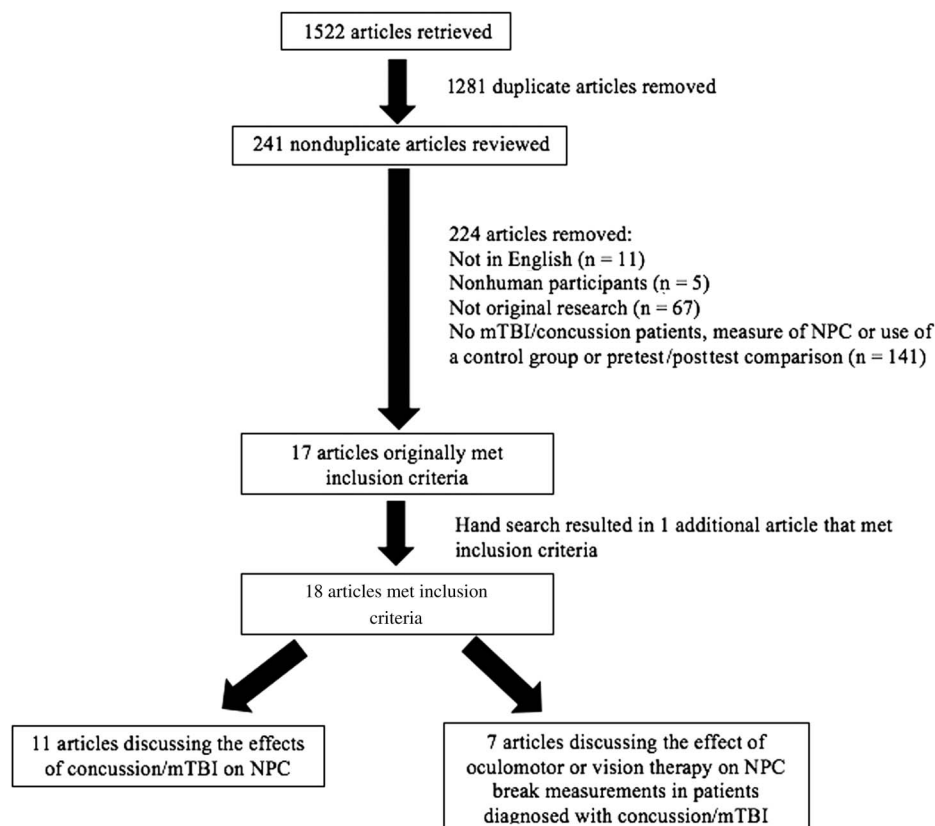 1522 articles retrieved
1281 duplicate articles removed
241 nonduplicate articles reviewed
224 articles removed:
Not in English (n = 11)
Nonhuman participants (n = 5)
Not original research (n = 67)
No mTBI/concussion patients, measure of NPC or use of
a control group or pretest/posttest comparison (n = 141)
17 articles originally met
inclusion criteria
Hand search resulted in 1 additional article that met
inclusion criteria
18 articles met inclusion
criteria
11 articles discussing the effects
of concussion/mTBI on NPC
7 articles discussing the effect of
oculomotor or vision therapy on NPC
break measurements in patients
diagnosed with concussion/mTBI